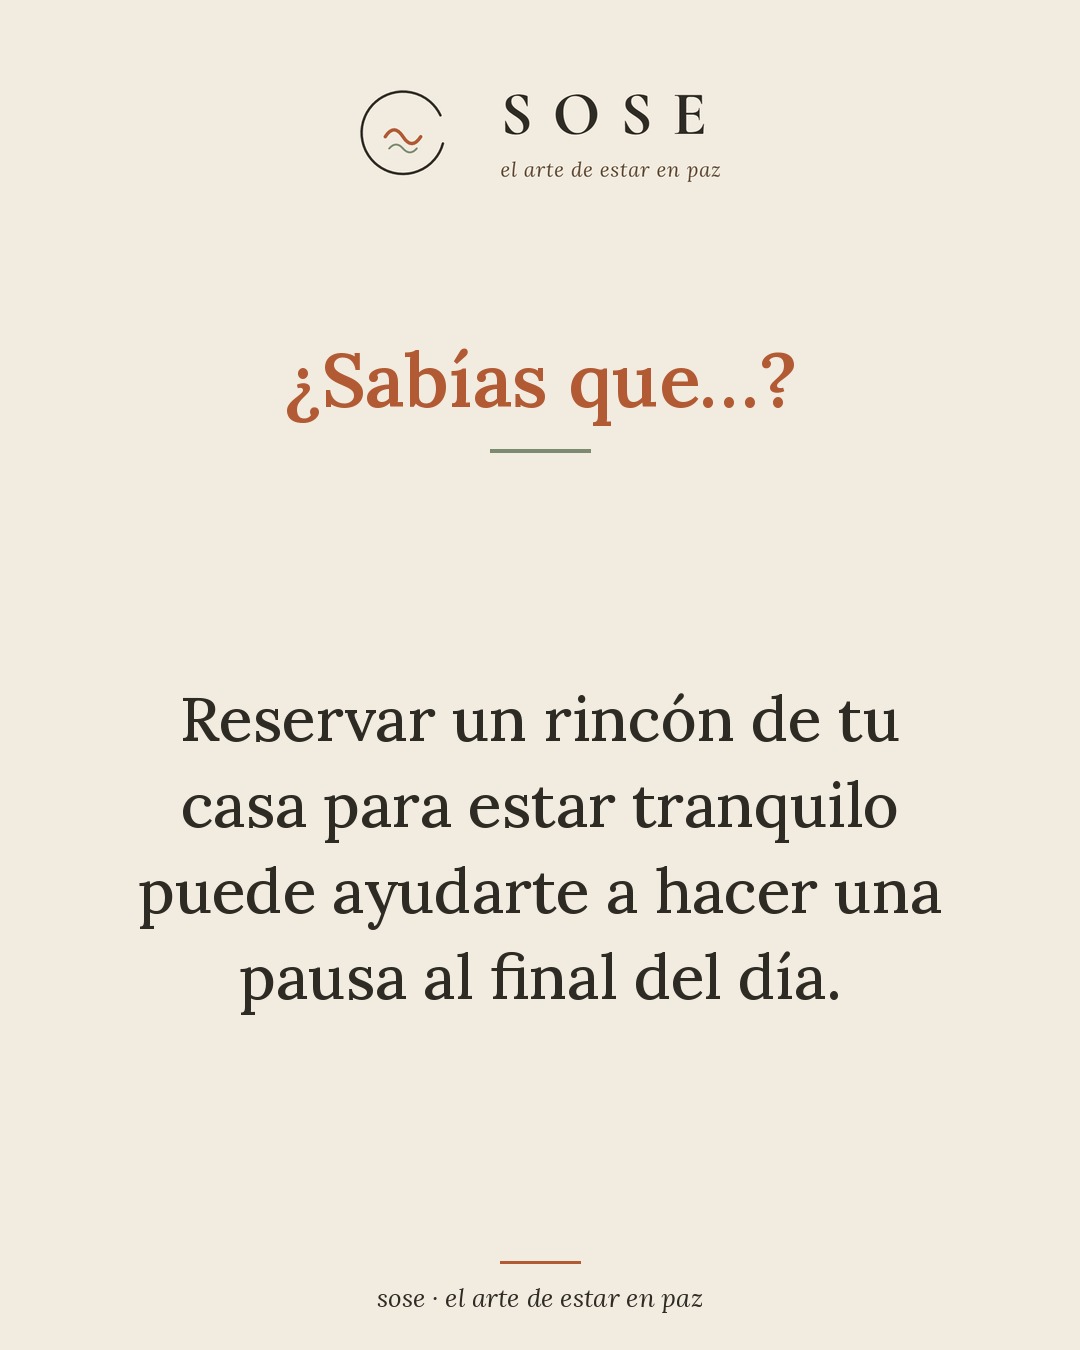 SOSE
el arte de estar en paz
¿Sabías que...?
Reservar un rincón de tu
casa para estar tranquilo
puede ayudarte a hacer una
pausa al final del día.
sose · el arte de estar en paz